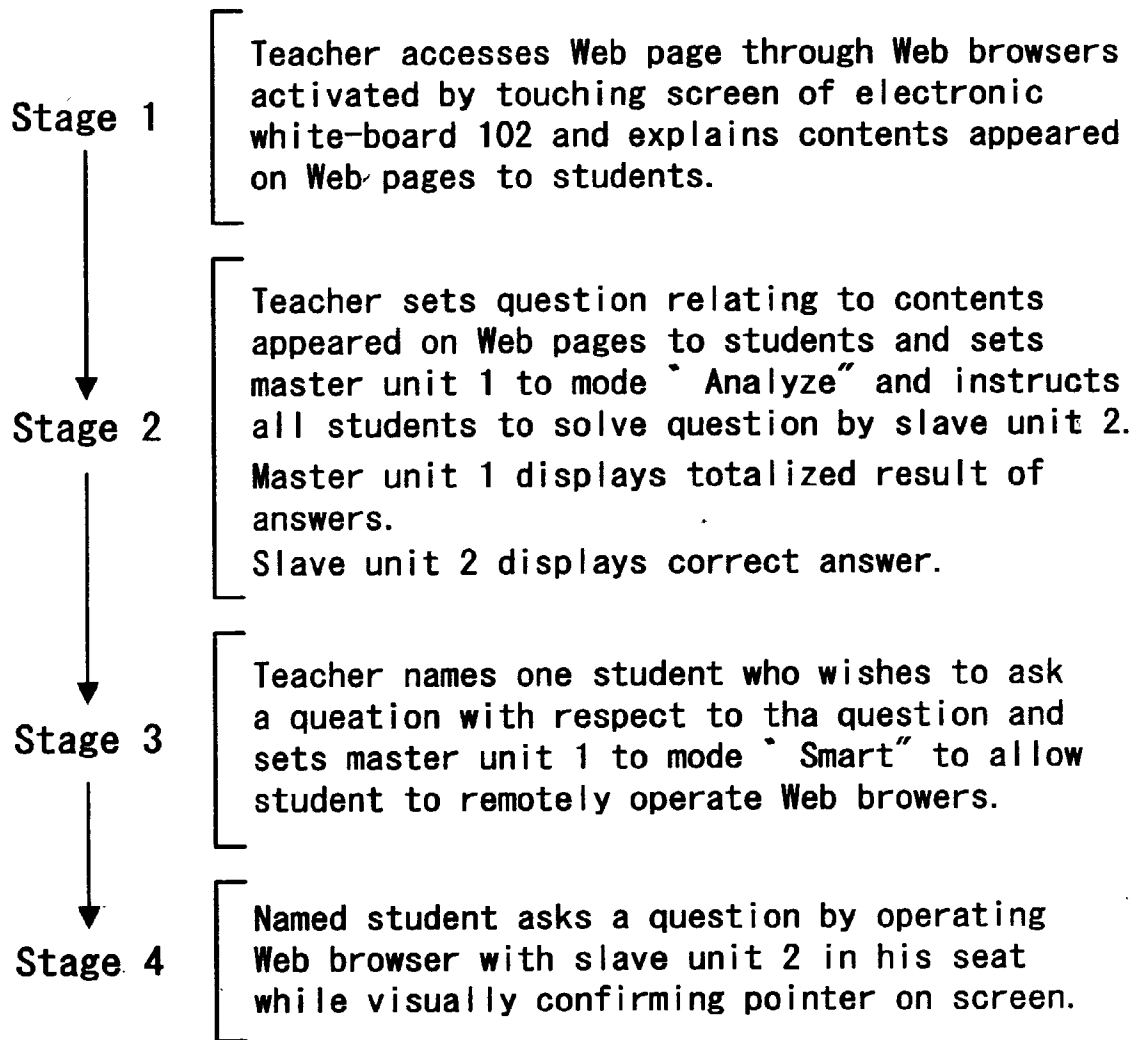 Stage 1
Teacher accesses Web page through Web browsers
activated by touching screen of electronic
white-board 102 and explains contents appeared
on Web pages to students.
Stage 2
Teacher sets question relating to contents
appeared on Web pages to students and sets
master unit 1 to mode ` Analyze″ and instructs
all students to solve question by slave unit 2.
Master unit 1 displays totalized result of
answers.
Slave unit 2 displays correct answer.
Stage 3
Teacher names one student who wishes to ask
a queation with respect to tha question and
sets master unit 1 to mode ` Smart″ to allow
student to remotely operate Web browers.
Stage 4
Named student asks a question by operating
Web browser with slave unit 2 in his seat
while visually confirming pointer on screen.